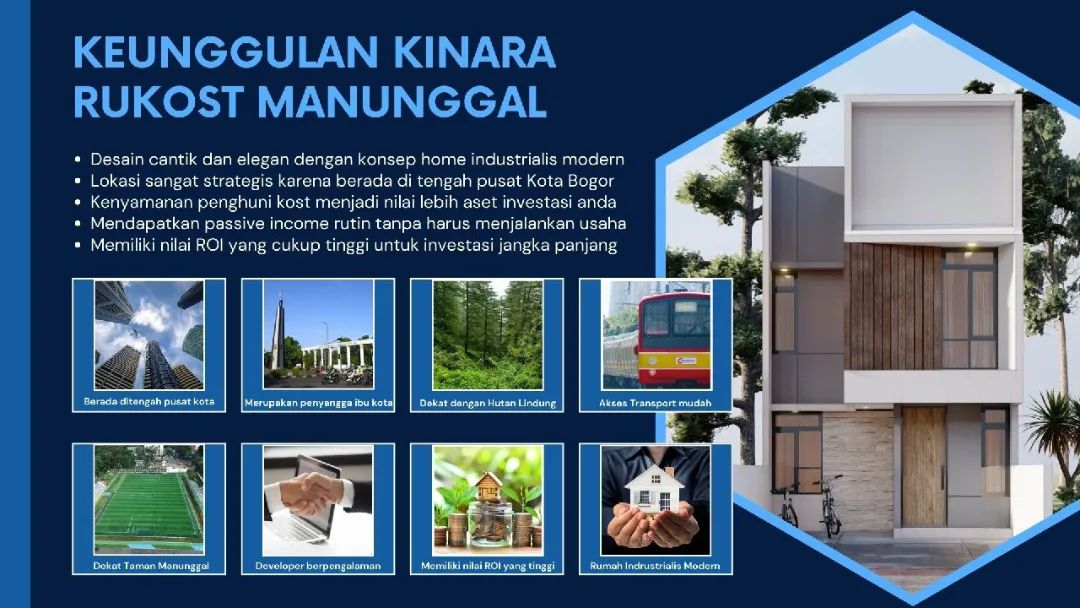 KEUNGGULAN KINARA
RUKOST MANUNGGAL
• Desain cantik dan elegan dengan konsep home industrialis modern
• Lokasi sangat strategis karena berada di tengah pusat Kota Bogor
• Kenyamanan penghuni kost menjadi nilai lebih aset investasi anda
• Mendapatkan passive income rutin tanpa harus menjalankan usaha
• Memiliki nilai ROI yang cukup tinggi untuk investasi jangka panjang
Berada ditengah pusat kota
Merupakan penyangga ibu kota
Dekat dengan Hutan Lindung
Akses Transport mudah
Dekat Taman Manunggal
Developer berpengalaman
Memiliki nilai ROI yang tinggi
Rumah Indrustrialis Modern